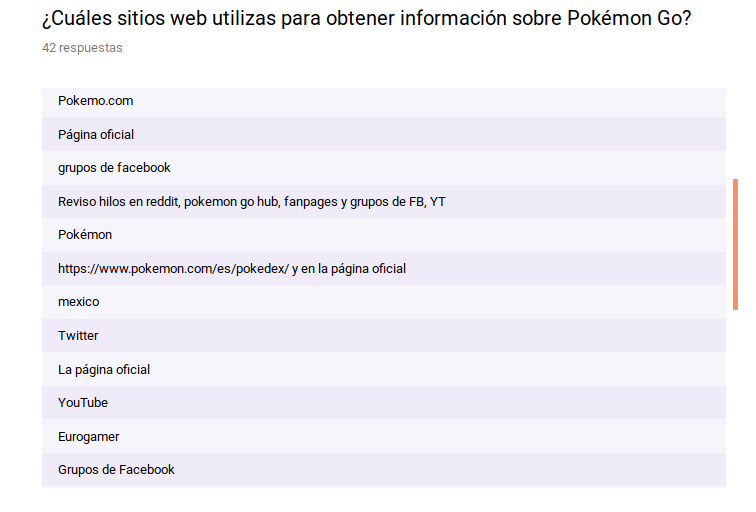 ¿Cuáles sitios web utilizas para obtener información sobre Pokémon Go?
42 respuestas
Pokemo.com
Página oficial
grupos de facebook
Reviso hilos en reddit, pokemon go hub, fanpages y grupos de FB, YT
Pokémon
https://www.pokemon.com/es/pokedex/ y en la página oficial
mexico
Twitter
La página oficial
YouTube
Eurogamer
Grupos de Facebook